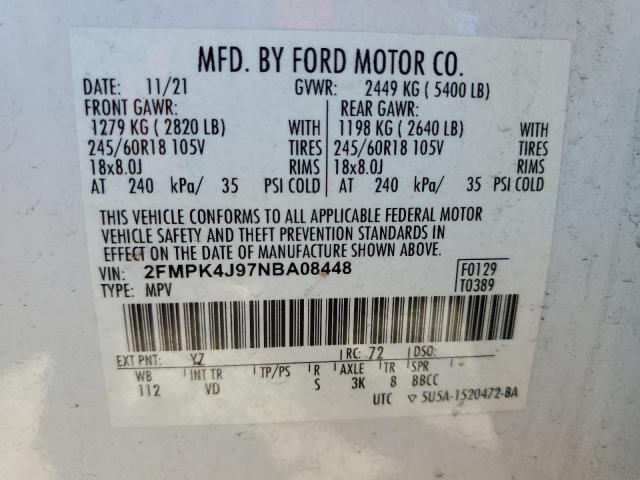 MFD. BY FORD MOTOR CO.
DATE: 11/21 GVWR: 2449 KG ( 5400 LB)
FRONT GAWR: REAR GAWR:
1279 KG ( 2820 LB) WITH 1198 KG ( 2640 LB) WITH
245/60R18 105V TIRES 245/60R18 105V TIRES
18x8.0J RIMS 18x8.0J RIMS
AT 240 kPa/ 35 PSI COLD AT 240 kPa/ 35 PSI COLD
THIS VEHICLE CONFORMS TO ALL APPLICABLE FEDERAL MOTOR
VEHICLE SAFETY AND THEFT PREVENTION STANDARDS IN
EFFECT ON THE DATE OF MANUFACTURE SHOWN ABOVE.
VIN: 2FMPK4J97NBA08448 F0129
TYPE: MPV T0389
EXT PNT: YZ RC: 72 DSO:
WB INT TR TP/PS R AXLE TR SPR
112 VD S 3K 8 BBCC
UTC ▽ 5U5A-1520472-BA